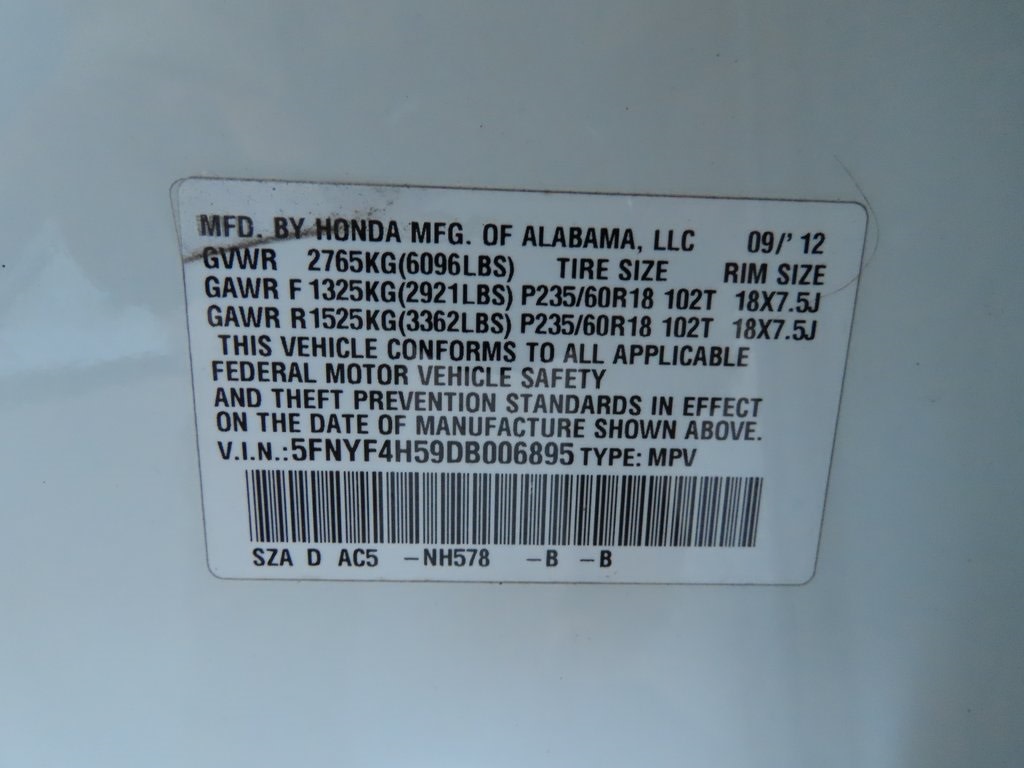 MFD. BY HONDA MFG. OF ALABAMA, LLC 09/' 12
GVWR 2765KG(6096LBS) TIRE SIZE RIM SIZE
GAWR F 1325KG(2921LBS) P235/60R18 102T 18X7.5J
GAWR R1525KG(3362LBS) P235/60R18 102T 18X7.5J
THIS VEHICLE CONFORMS TO ALL APPLICABLE
FEDERAL MOTOR VEHICLE SAFETY
AND THEFT PREVENTION STANDARDS IN EFFECT
ON THE DATE OF MANUFACTURE SHOWN ABOVE.
V.I.N.:5FNYF4H59DB006895 TYPE: MPV
SZA D AC5 –NH578 –B –B